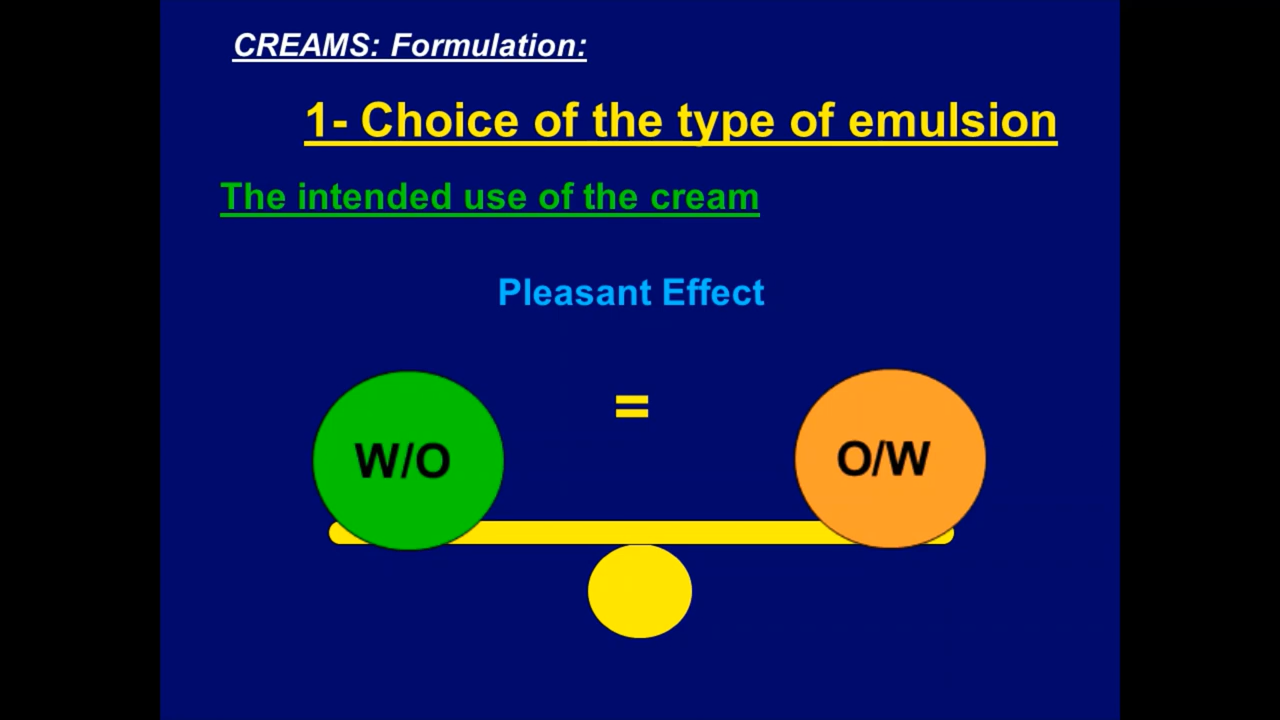 CREAMS: Formulation:
1- Choice of the type of emulsion
The intended use of the cream
Pleasant Effect
W/O = O/W